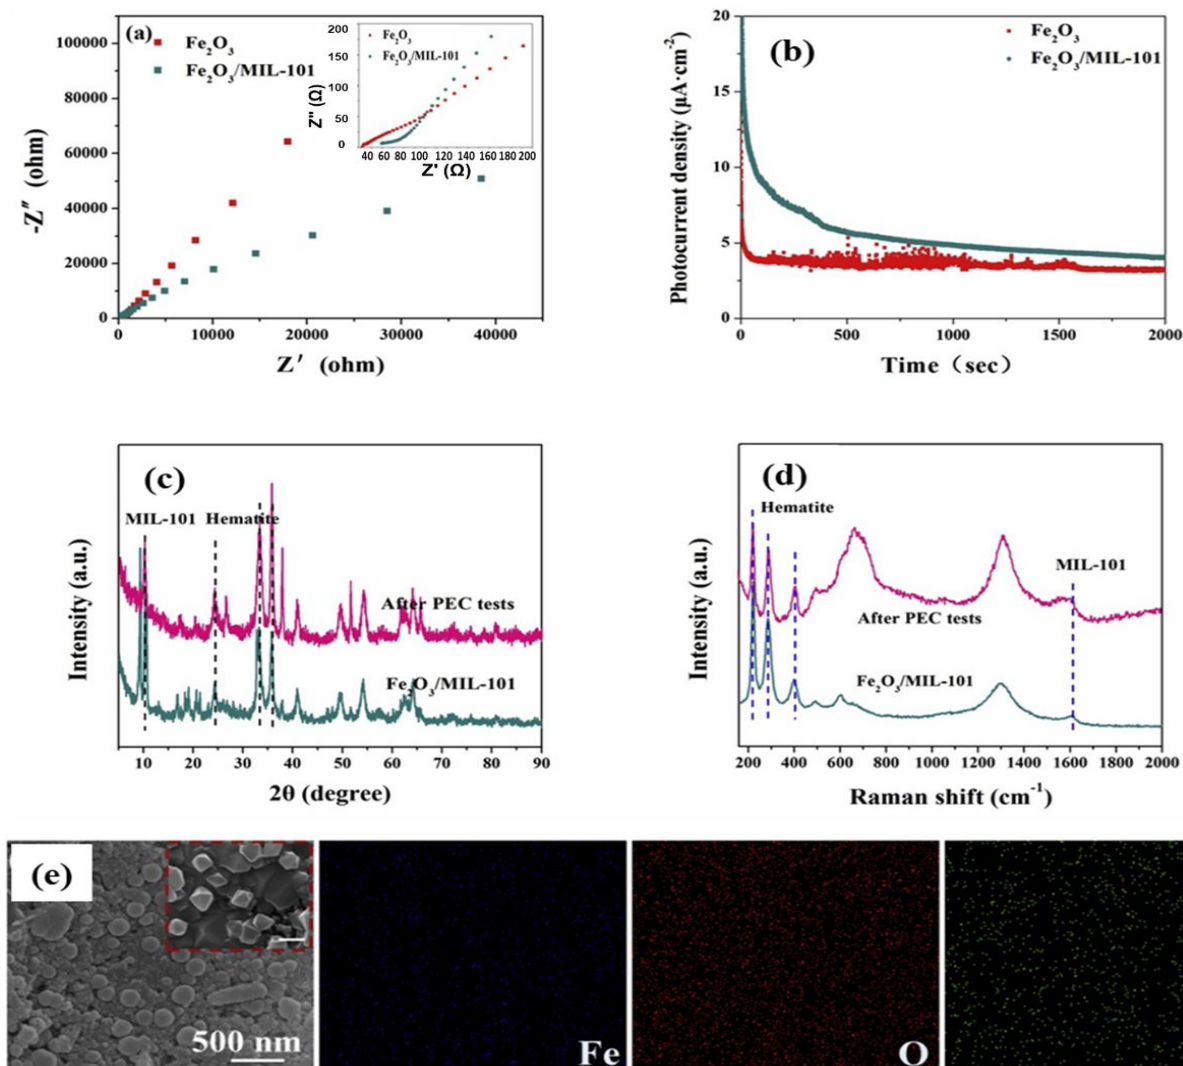 (a)
Fe2O3
Fe2O3/MIL-101
-Z″ (ohm)
100000
80000
60000
40000
20000
0
0
10000
20000
30000
40000
Z′ (ohm)
Fe2O3
Fe2O3/MIL-101
Z″ (Ω)
200
150
100
50
0
40 60 80 100 120 140 160 180 200
Z' (Ω)
(b)
Fe2O3
Fe2O3/MIL-101
Photocurrent density (μA·cm-2)
20
15
10
5
0
0
500
1000
1500
2000
Time (sec)
(c)
MIL-101
Hematite
After PEC tests
Fe2O3/MIL-101
Intensity (a.u.)
10 20 30 40 50 60 70 80 90
2θ (degree)
(d)
Hematite
MIL-101
After PEC tests
Fe2O3/MIL-101
Intensity (a.u.)
200 400 600 800 1000 1200 1400 1600 1800 2000
Raman shift (cm-1)
(e)
500 nm
Fe
O